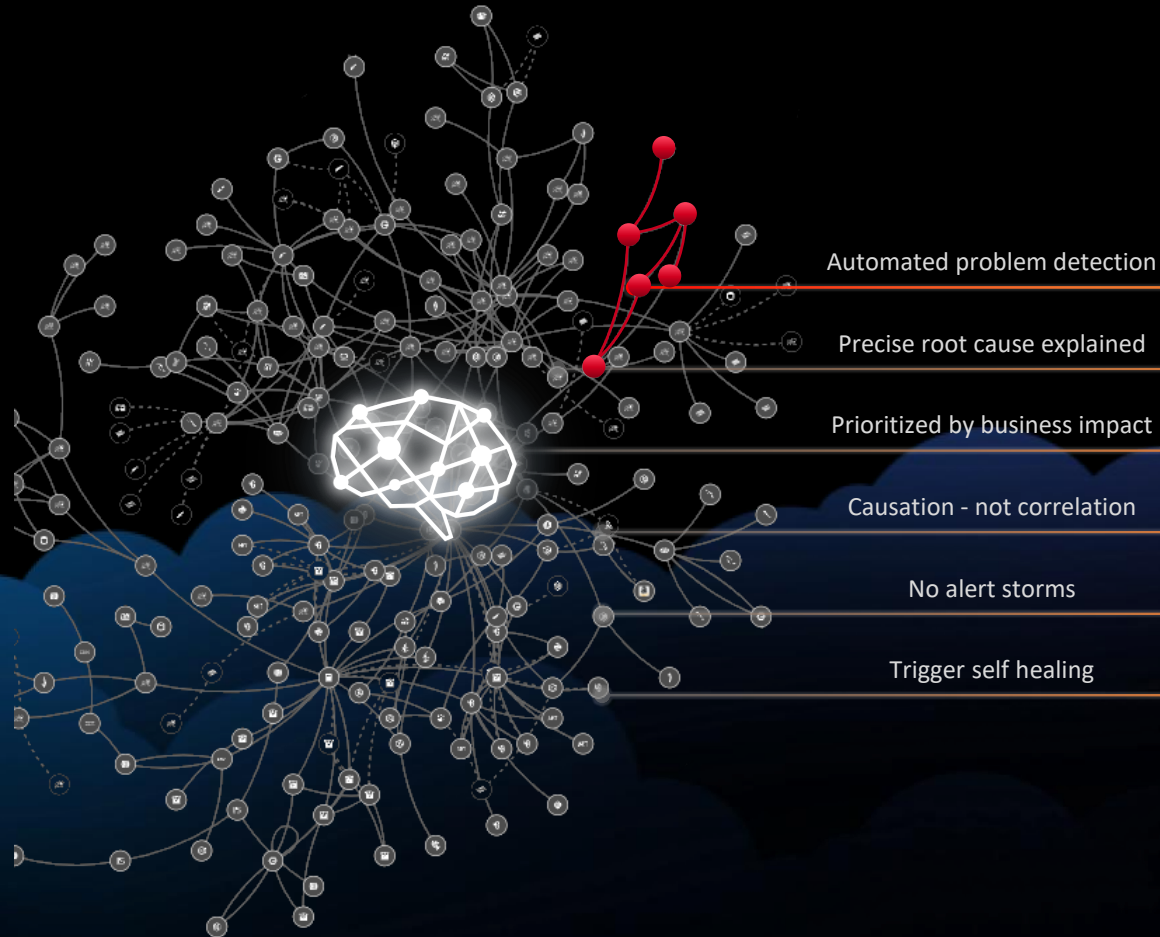 Automated problem detection
Precise root cause explained
Prioritized by business impact
Causation - not correlation
No alert storms
Trigger self healing